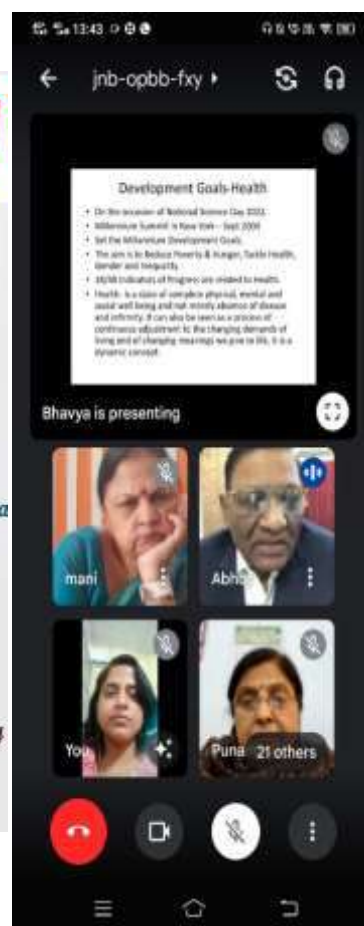 13:43
jnb-opbb-fxy
Development Goals-Health
• On the occasion of National Science Day 2022.
• Millennium Summit in New York – Sept 2000
• Set the Millennium Development Goals.
• The aim is to Reduce Poverty & Hunger, Tackle Health,
Gender and Inequality.
Indicators of Progress are related to Health.
• Health- is a state of complete physical, mental and
social well being and not merely absence of disease
and infirmity. It can also be seen as a process of
continuous adjustment to the changing demands of
living and of changing meanings we give to life. It is a
dynamic concept.
Bhavya is presenting
mani
Abh
You
Puna
21 others